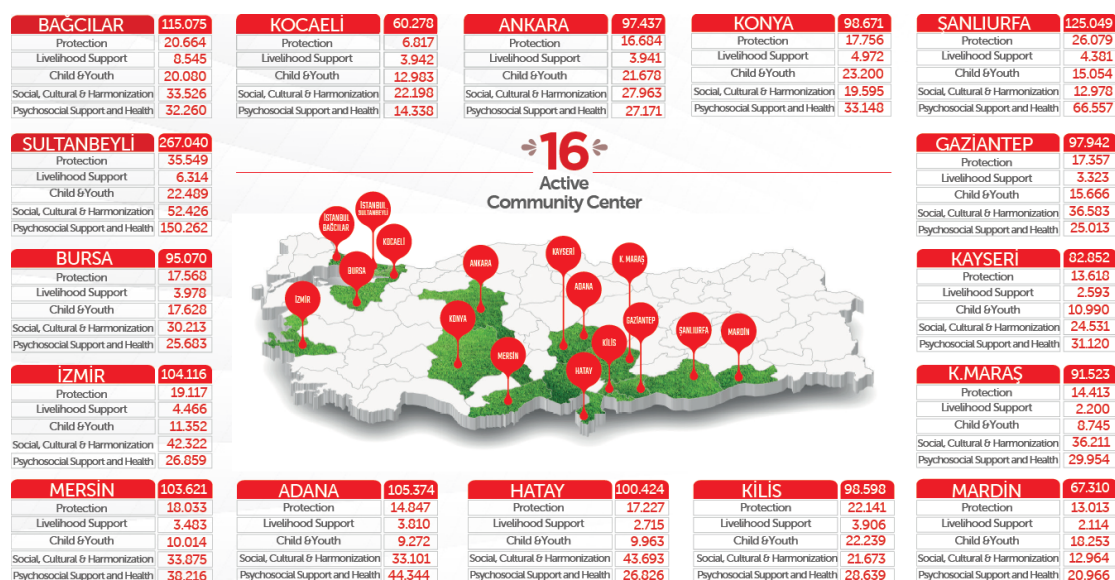 BAĞCILAR 115.075
Protection 20.664
Livelihood Support 8.545
Child &Youth 20.080
Social, Cultural & Harmonization 33.526
Psychosocial Support and Health 32.260
KOCAELİ 60.278
Protection 6.817
Livelihood Support 3.942
Child &Youth 12.983
Social, Cultural & Harmonization 22.198
Psychosocial Support and Health 14.338
ANKARA 97.437
Protection 16.684
Livelihood Support 3.941
Child &Youth 21.678
Social, Cultural & Harmonization 27.963
Psychosocial Support and Health 27.171
KONYA 98.671
Protection 17.756
Livelihood Support 4.972
Child &Youth 23.200
Social, Cultural & Harmonization 19.595
Psychosocial Support and Health 33.148
ŞANLIURFA 125.049
Protection 26.079
Livelihood Support 4.381
Child &Youth 15.054
Social, Cultural & Harmonization 12.978
Psychosocial Support and Health 66.557
SULTANBEYLİ 267.040
Protection 35.549
Livelihood Support 6.314
Child &Youth 22.489
Social, Cultural & Harmonization 52.426
Psychosocial Support and Health 150.262
16
Active
Community Center
GAZİANTEP 97.942
Protection 17.357
Livelihood Support 3.323
Child &Youth 15.666
Social, Cultural & Harmonization 36.583
Psychosocial Support and Health 25.013
BURSA 95.070
Protection 17.568
Livelihood Support 3.978
Child &Youth 17.628
Social, Cultural & Harmonization 30.213
Psychosocial Support and Health 25.683
İSTANBUL
BAĞCILAR
İSTANBUL
SULTANBEYLİ
KOCAELİ
BURSA
İZMİR
ANKARA
KONYA
MERSİN
KAYSERİ
ADANA
HATAY
K. MARAŞ
KİLİS
GAZİANTEP
ŞANLIURFA
MARDİN
KAYSERİ 82.852
Protection 13.618
Livelihood Support 2.593
Child &Youth 10.990
Social, Cultural & Harmonization 24.531
Psychosocial Support and Health 31.120
İZMİR 104.116
Protection 19.117
Livelihood Support 4.466
Child &Youth 11.352
Social, Cultural & Harmonization 42.322
Psychosocial Support and Health 26.859
K.MARAŞ 91.523
Protection 14.413
Livelihood Support 2.200
Child &Youth 8.745
Social, Cultural & Harmonization 36.211
Psychosocial Support and Health 29.954
MERSİN 103.621
Protection 18.033
Livelihood Support 3.483
Child &Youth 10.014
Social, Cultural & Harmonization 33.875
Psychosocial Support and Health 38.216
ADANA 105.374
Protection 14.847
Livelihood Support 3.810
Child &Youth 9.272
Social, Cultural & Harmonization 33.101
Psychosocial Support and Health 44.344
HATAY 100.424
Protection 17.227
Livelihood Support 2.715
Child &Youth 9.963
Social, Cultural & Harmonization 43.693
Psychosocial Support and Health 26.826
KİLİS 98.598
Protection 22.141
Livelihood Support 3.906
Child &Youth 22.239
Social, Cultural & Harmonization 21.673
Psychosocial Support and Health 28.639
MARDİN 67.310
Protection 13.013
Livelihood Support 2.114
Child &Youth 18.253
Social, Cultural & Harmonization 12.964
Psychosocial Support and Health 20.966